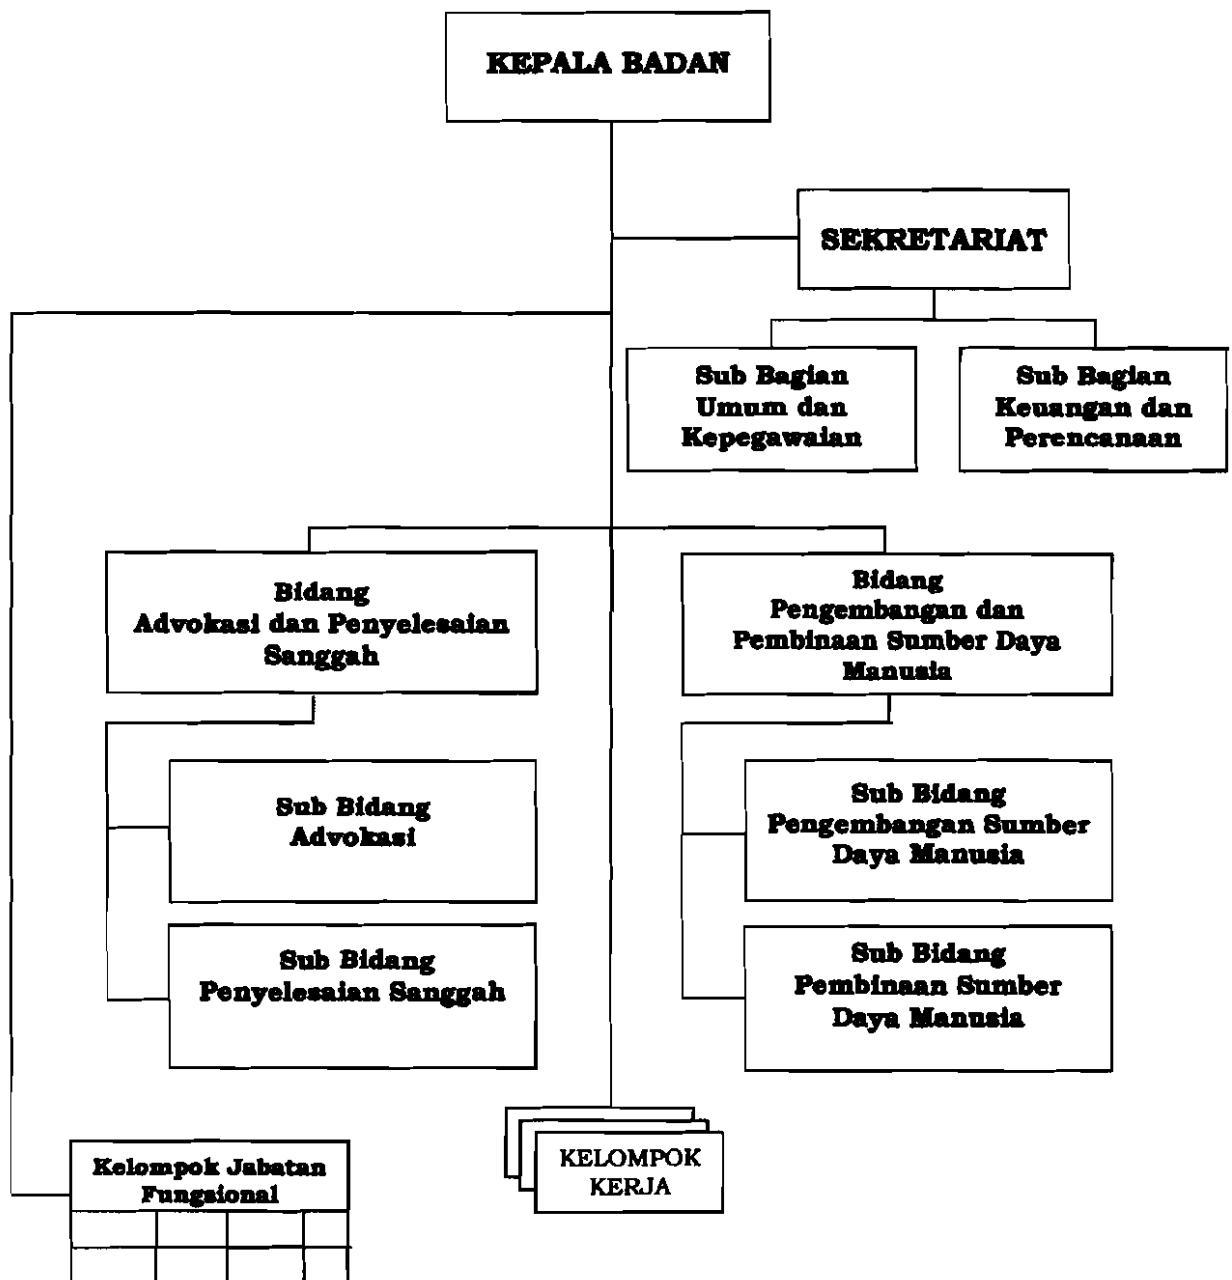 KEPALA BADAN
SEKRETARIAT
Sub Bagian
Umum dan
Kepegawaian
Sub Bagian
Keuangan dan
Perencanaan
Bidang
Advokasi dan Penyelesaian
Sanggah
Bidang
Pengembangan dan
Pembinaan Sumber Daya
Manusia
Sub Bidang
Advokasi
Sub Bidang
Pengembangan Sumber
Daya Manusia
Sub Bidang
Penyelesaian Sanggah
Sub Bidang
Pembinaan Sumber
Daya Manusia
Kelompok Jabatan
Fungsional
KELOMPOK
KERJA